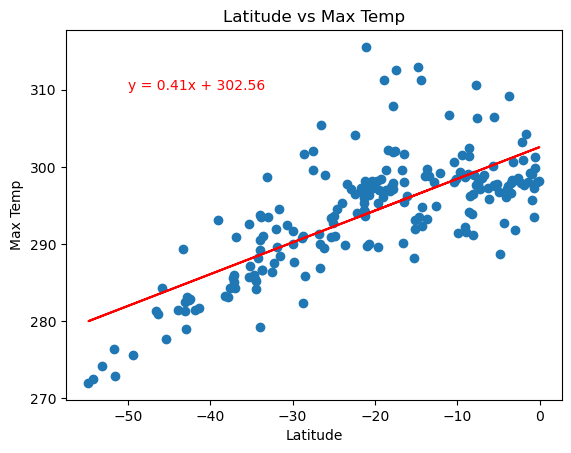 Latitude vs Max Temp
y = 0.41x + 302.56
Max Temp
310
300
290
280
270
−50
−40
−30
−20
−10
0
Latitude